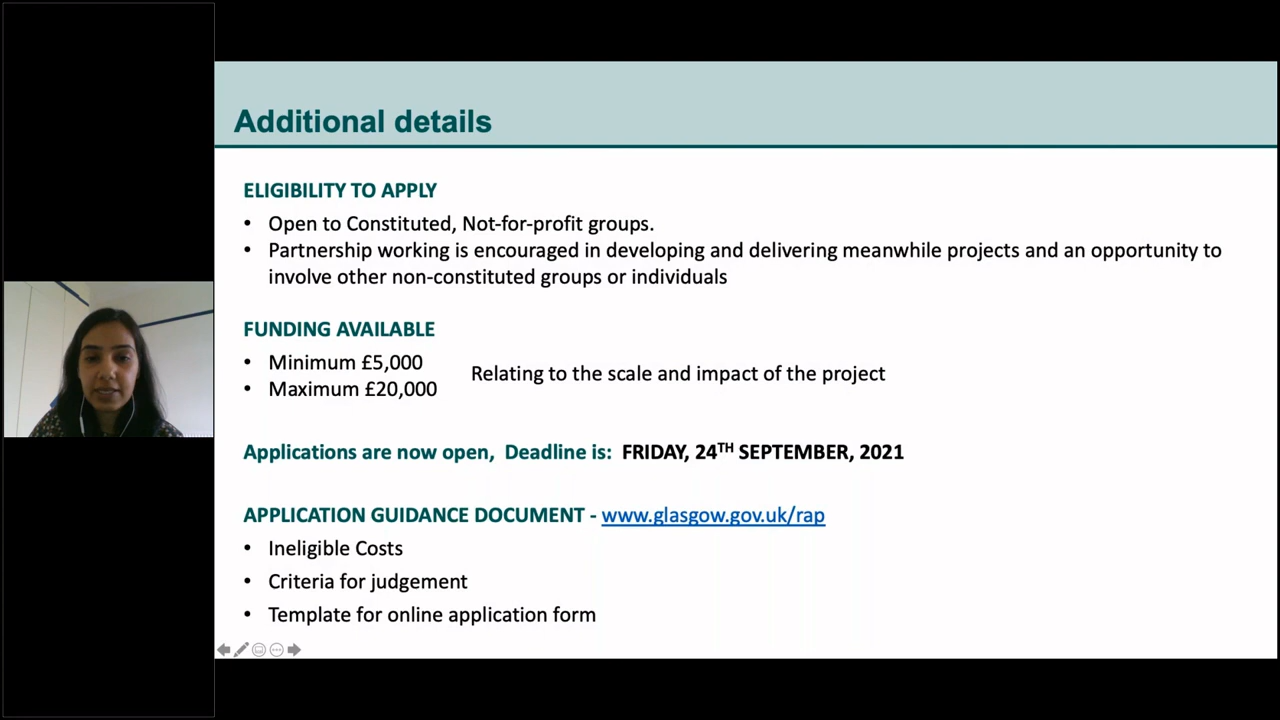 Additional details
ELIGIBILITY TO APPLY
• Open to Constituted, Not-for-profit groups.
• Partnership working is encouraged in developing and delivering meanwhile projects and an opportunity to
involve other non-constituted groups or individuals
FUNDING AVAILABLE
• Minimum £5,000
• Maximum £20,000
Relating to the scale and impact of the project
Applications are now open, Deadline is: FRIDAY, 24TH SEPTEMBER, 2021
APPLICATION GUIDANCE DOCUMENT - www.glasgow.gov.uk/rap
• Ineligible Costs
• Criteria for judgement
• Template for online application form